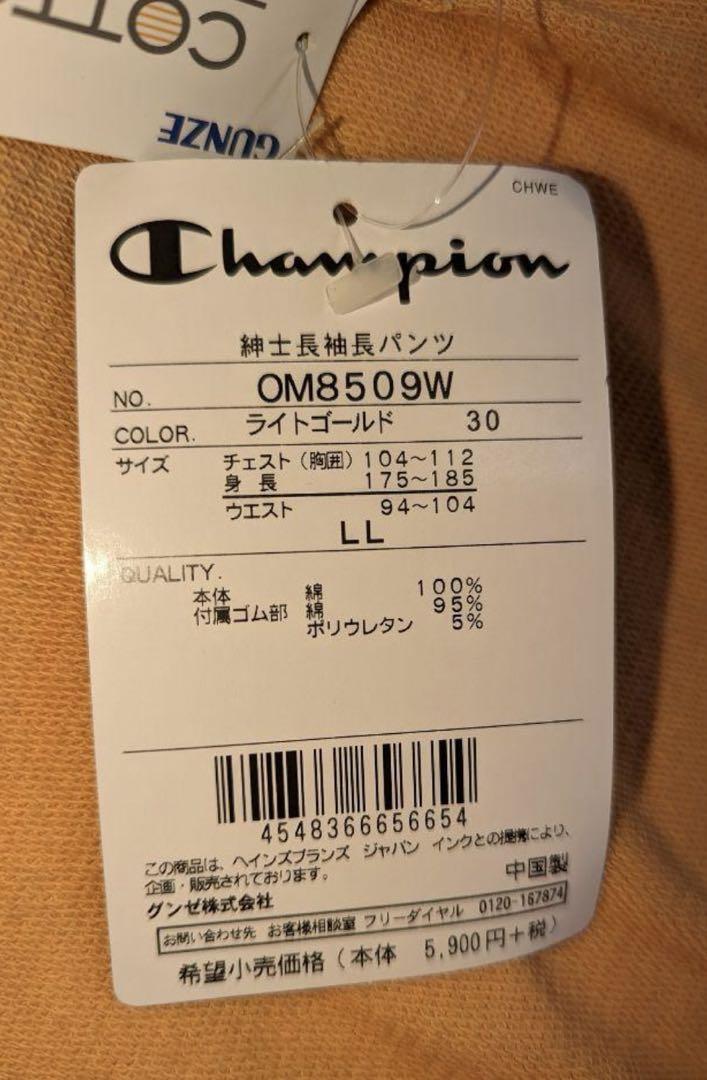 COTT
GUNZE
CHWE
Champion
紳士長袖長パンツ
NO. OM8509W
COLOR. ライトゴールド 30
サイズ チェスト(胸囲) 104〜112
身長 175〜185
ウエスト 94〜104
LL
QUALITY.
本体 綿 100%
付属ゴム部 綿 95%
ポリウレタン 5%
4548366656654
この商品は、ヘインズブランズ ジャパン インクとの提携により、
企画・販売されております。 中国製
グンゼ株式会社
お問い合わせ先 お客様相談室 フリーダイヤル 0120-167874
希望小売価格(本体 5,900円+税)